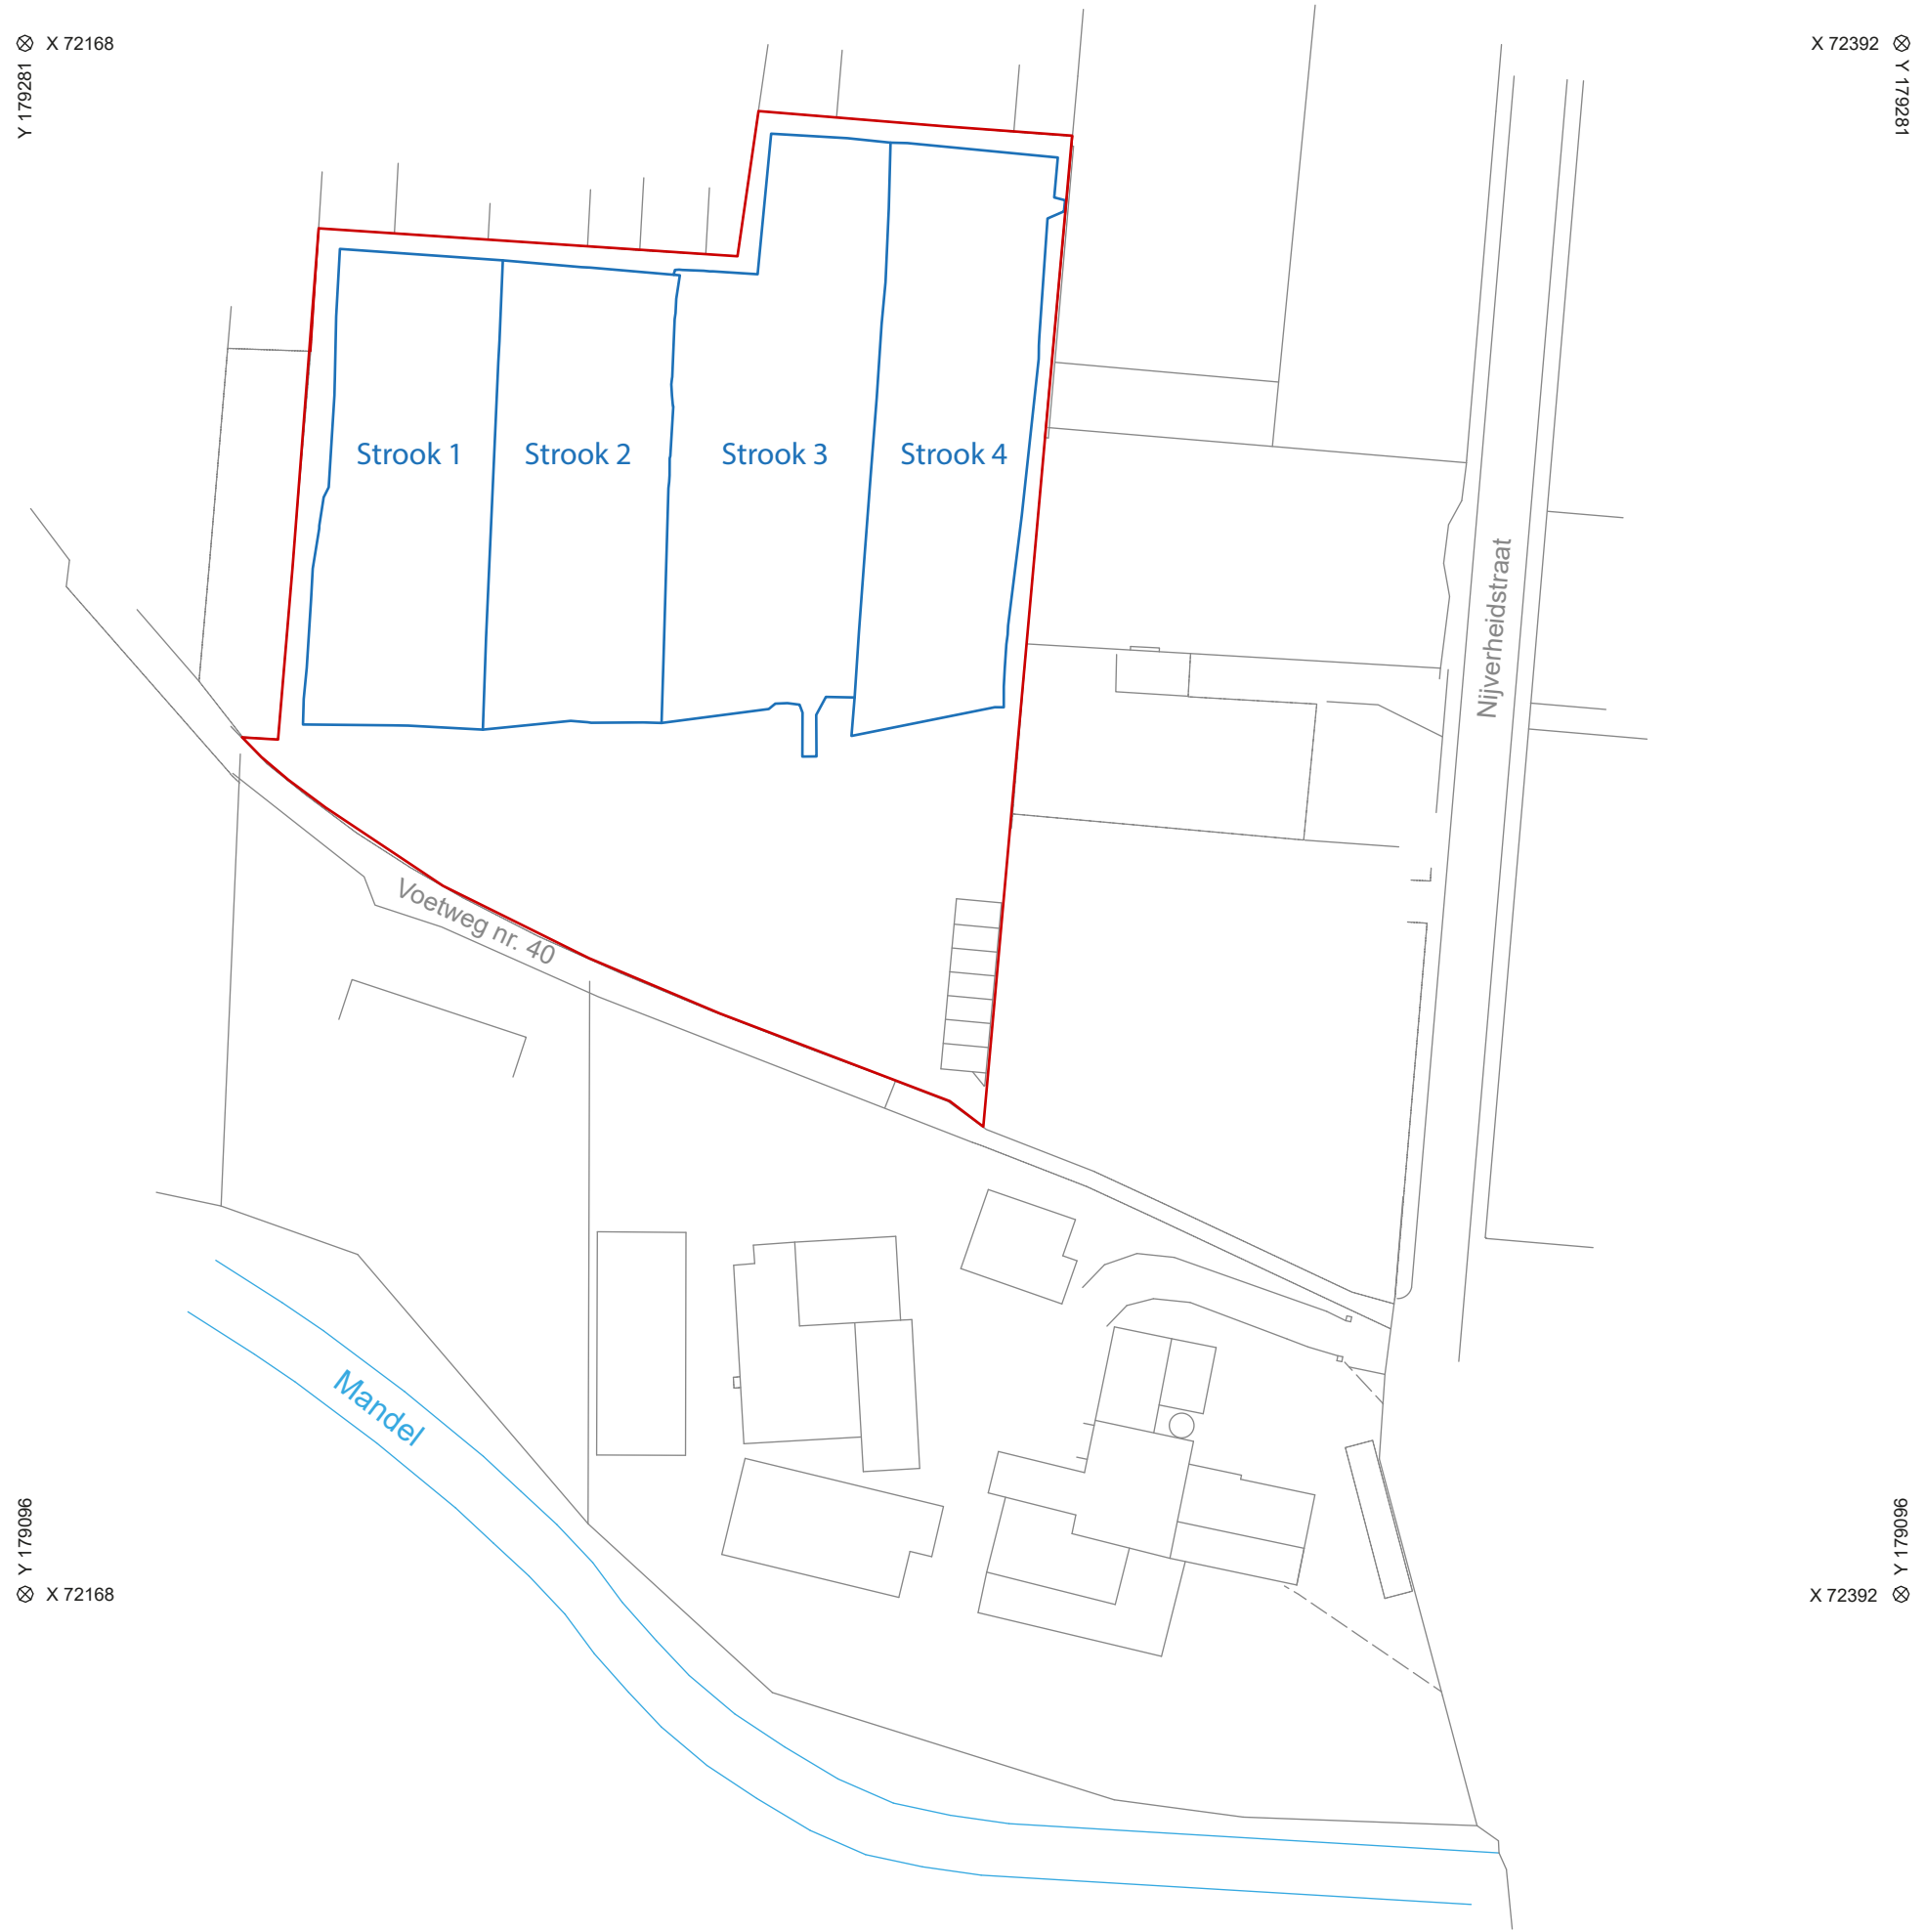 X 72168
Y 179281
X 72392
Y 179281
Strook 1
Strook 2
Strook 3
Strook 4
Nijverheidstraat
Voetweg nr. 40
Mandel
Y 179096
X 72168
Y 179096
X 72392